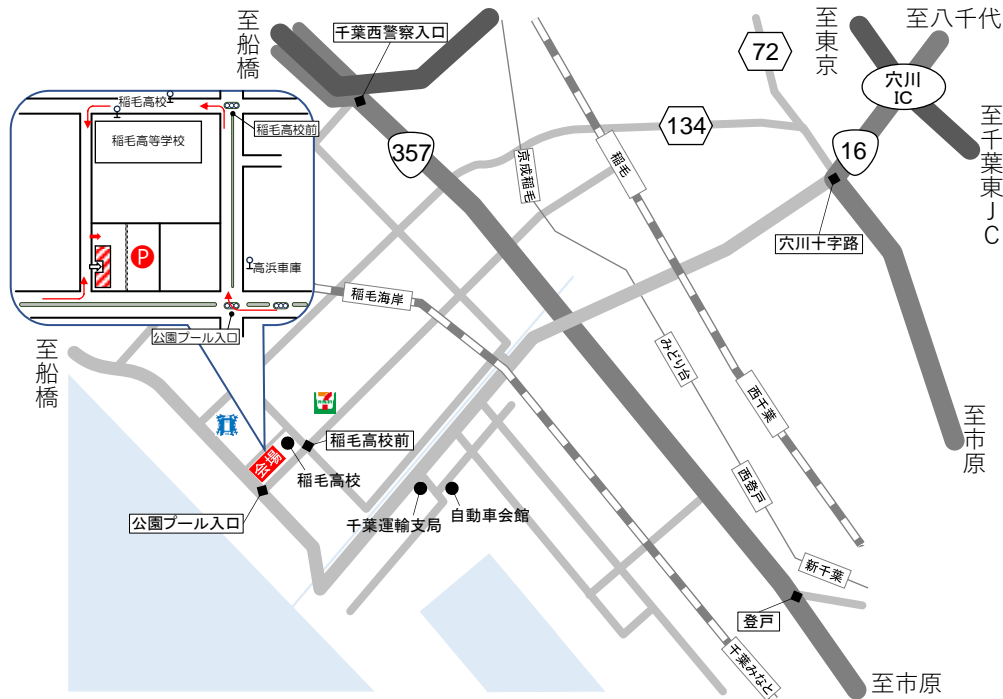 至船橋
千葉西警察入口
至東京
至八千代
72
穴川
IC
134
357
16
至千葉東JC
稲毛高校
稲毛高校前
稲毛高等学校
P
高浜車庫
公園プール入口
京成稲毛
稲毛
穴川十字路
稲毛海岸
至船橋
みどり台
西千葉
至市原
7
会場
稲毛高校前
稲毛高校
公園プール入口
千葉運輸支局
自動車会館
西登戸
新千葉
登戸
千葉みなと
至市原